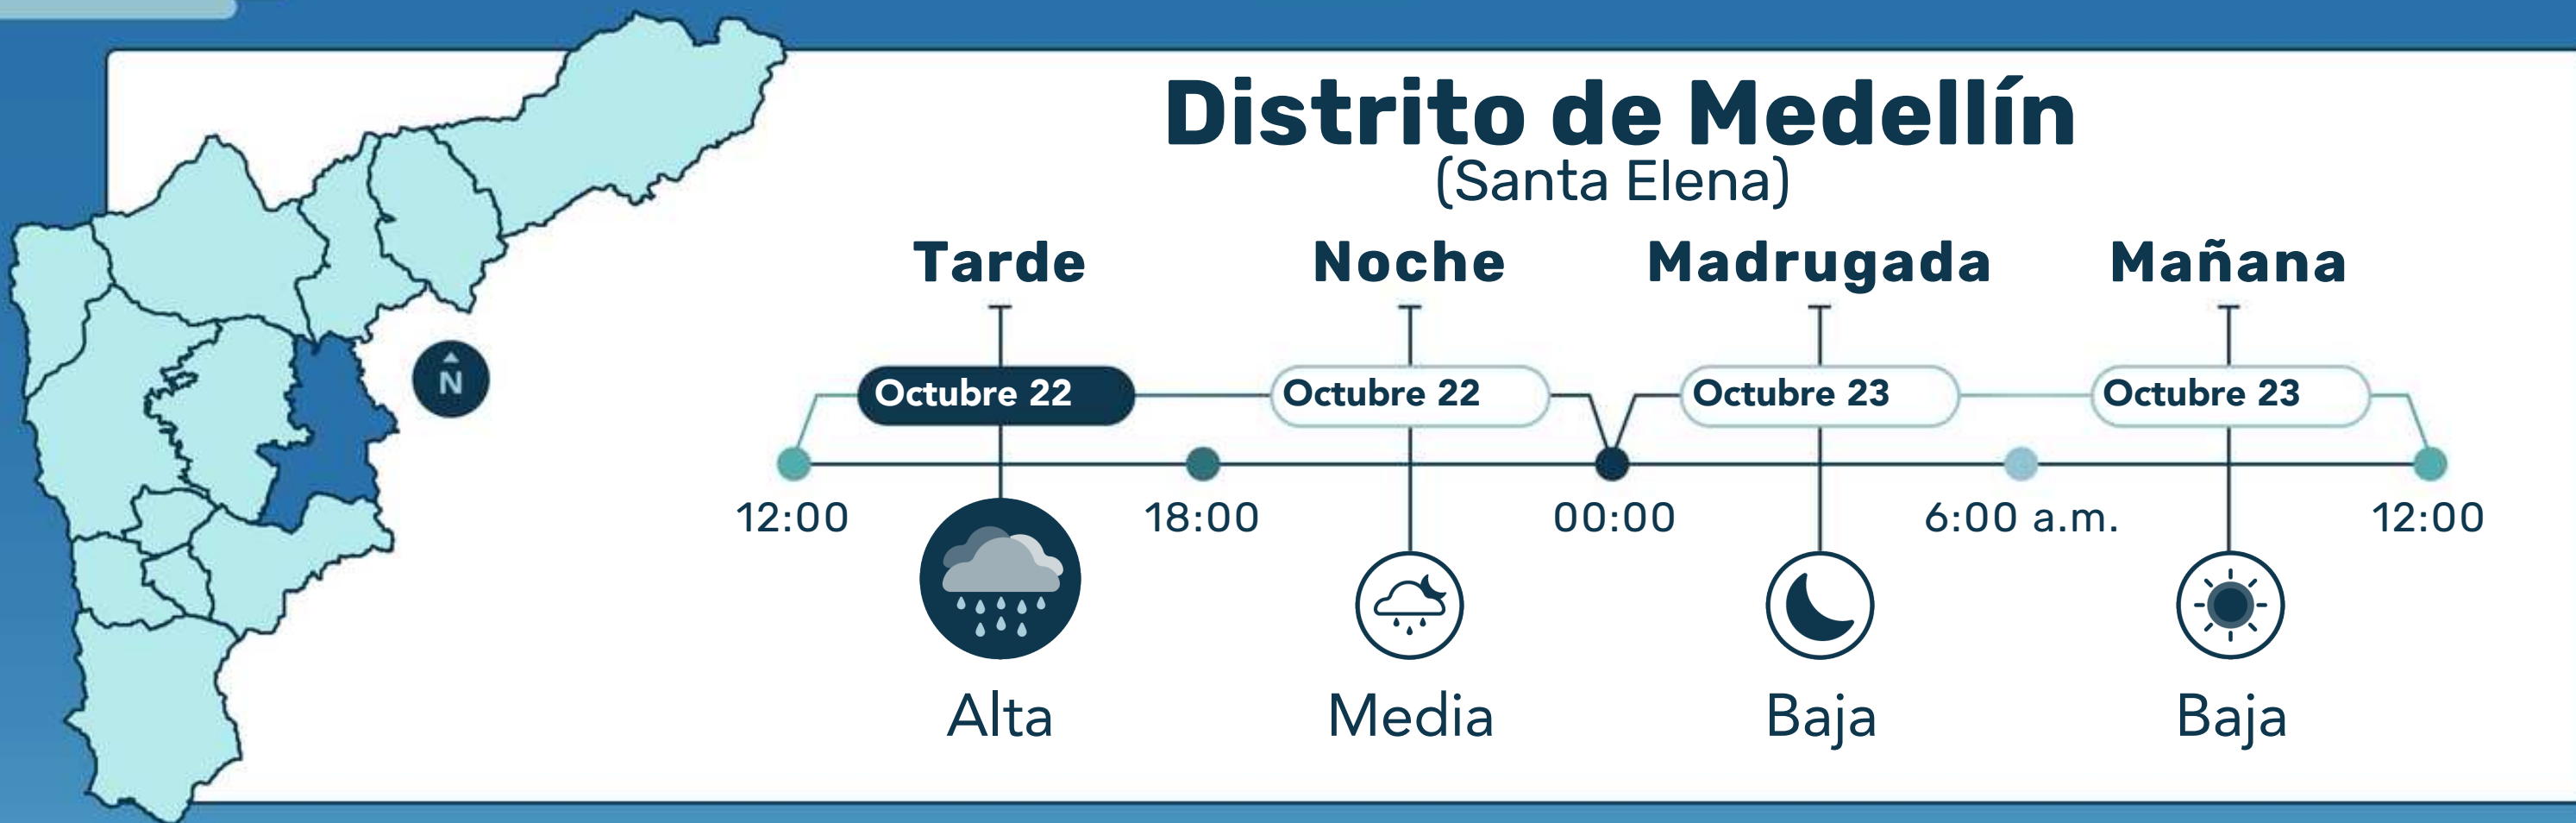 Distrito de Medellín
(Santa Elena)
Tarde Noche Madrugada Mañana
N
Octubre 22 Octubre 22 Octubre 23 Octubre 23
12:00 18:00 00:00 6:00 a.m. 12:00
Alta Media Baja Baja